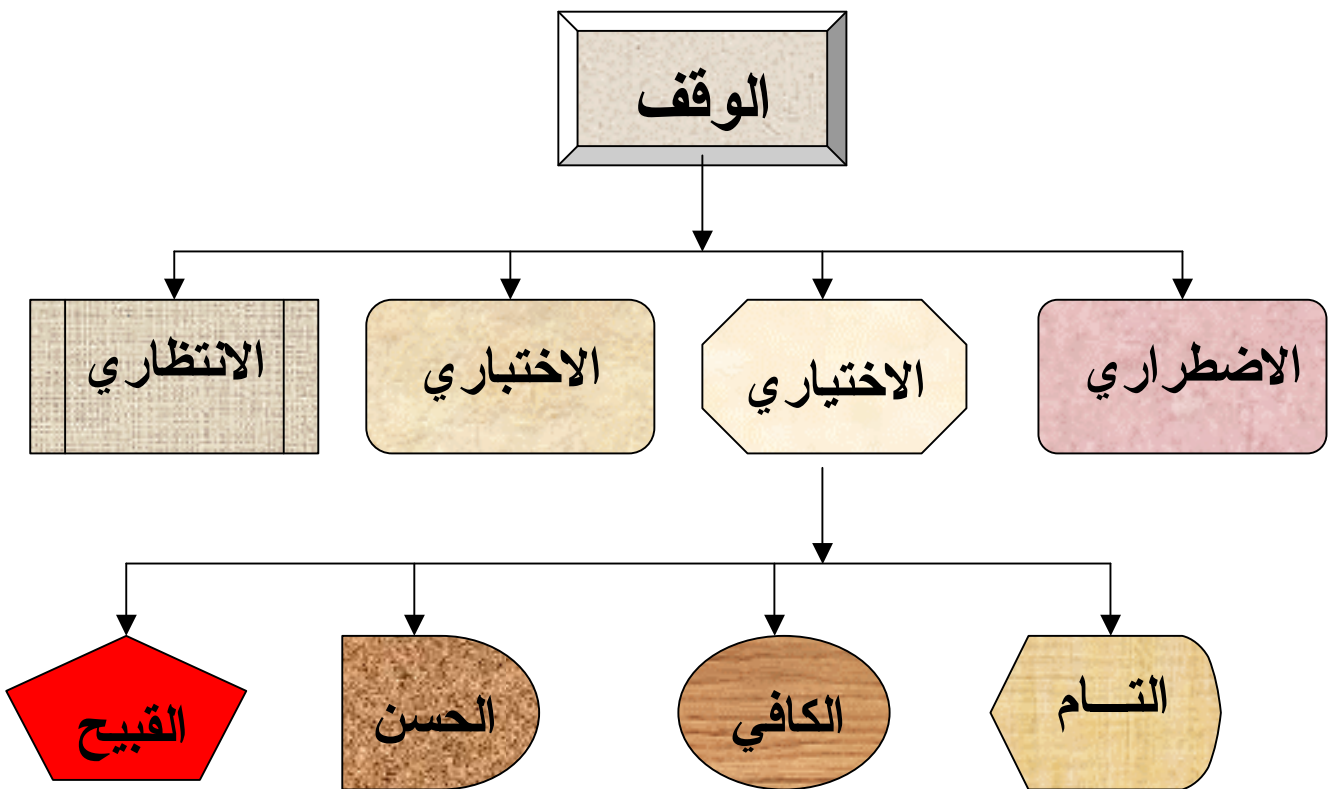 الوقف
الاضطراري
الاختياري
الاختباري
الانتظاري
التـــام
الكافي
الحسن
القبيح